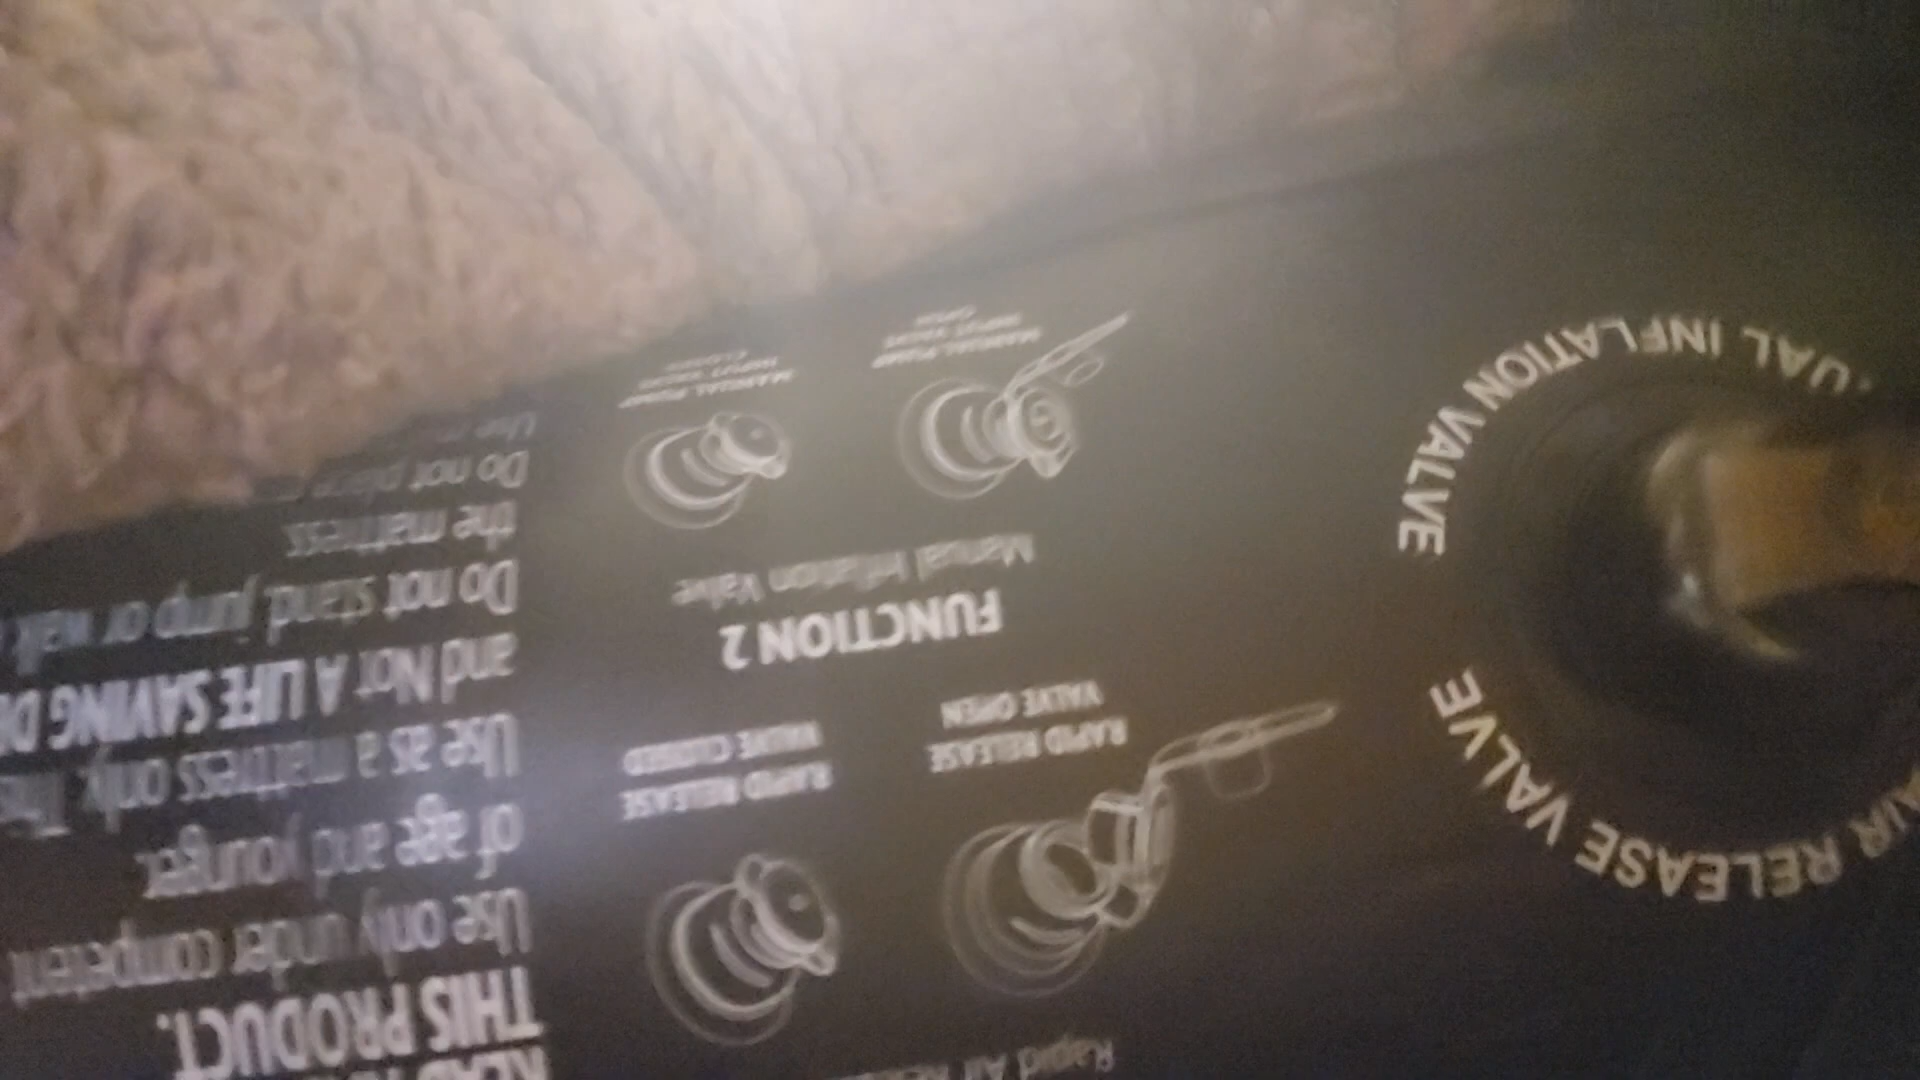 THIS PRODUCT.
Use only under competent
of age and younger.
Use as a mattress only. This
and Not A LIFE SAVING
Do not stand, jump or walk
the mattress.
Do not place
Rapid Air
RAPID RELEASE
VALVE CLOSED
RAPID RELEASE
VALVE OPEN
FUNCTION 2
Manual Inflation Valve
MANUAL PUMP
INPUT VALVE
OPEN
MANUAL PUMP
INPUT VALVE
CLOSED
AIR RELEASE VALVE
INFLATION VALVE